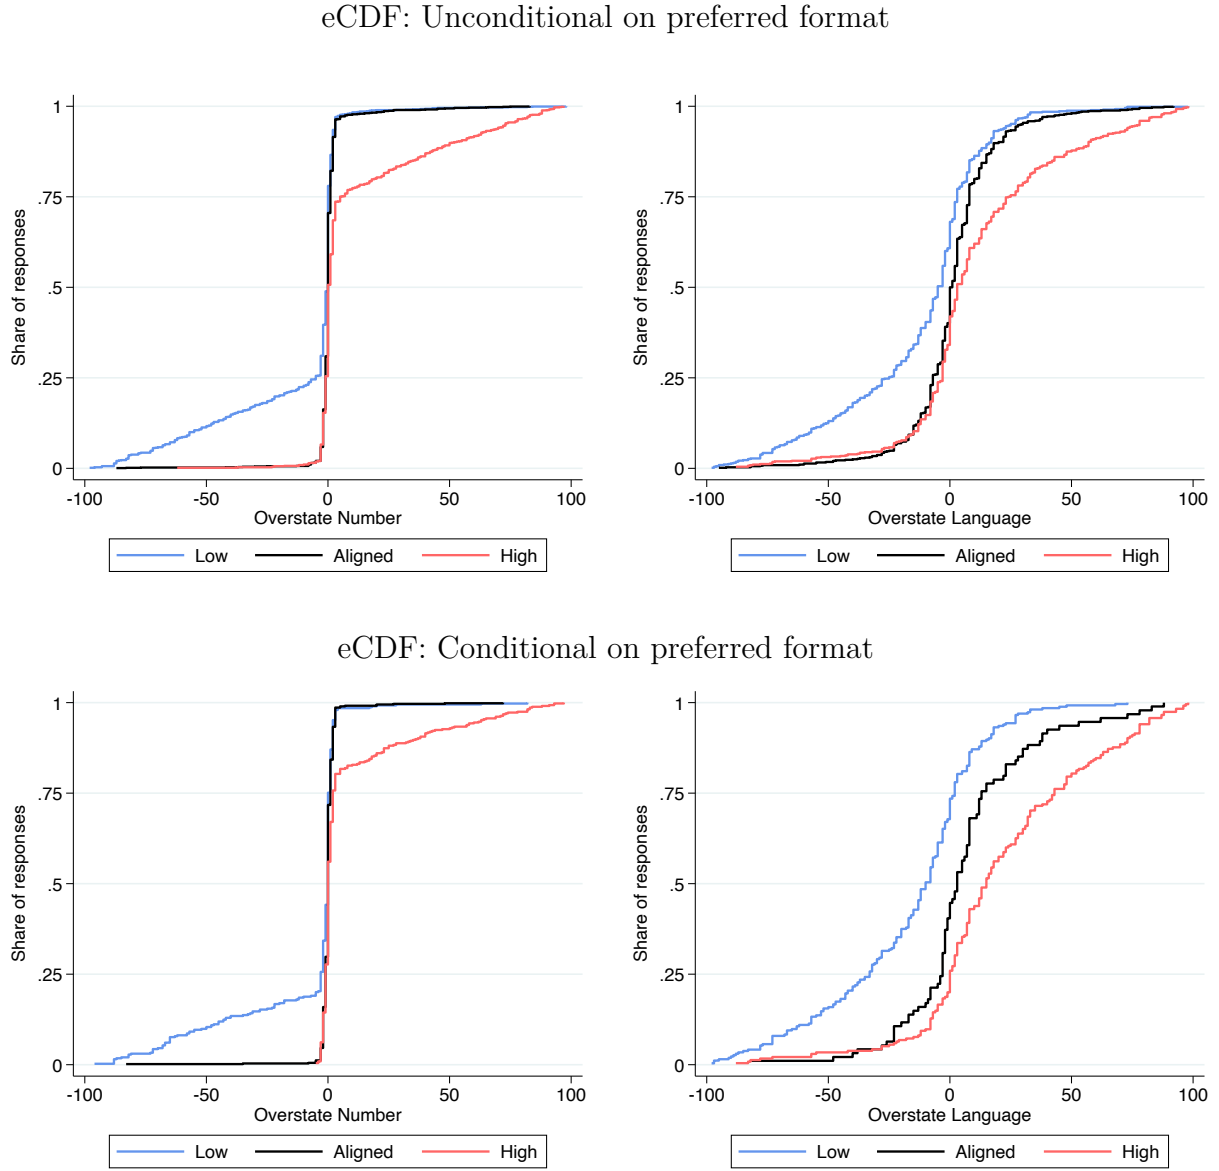 eCDF: Unconditional on preferred format
Share of responses
1
.75
.5
.25
0
-100 -50 0 50 100
Overstate Number
Low Aligned High
Share of responses
1
.75
.5
.25
0
-100 -50 0 50 100
Overstate Language
Low Aligned High
eCDF: Conditional on preferred format
Share of responses
1
.75
.5
.25
0
-100 -50 0 50 100
Overstate Number
Low Aligned High
Share of responses
1
.75
.5
.25
0
-100 -50 0 50 100
Overstate Language
Low Aligned High